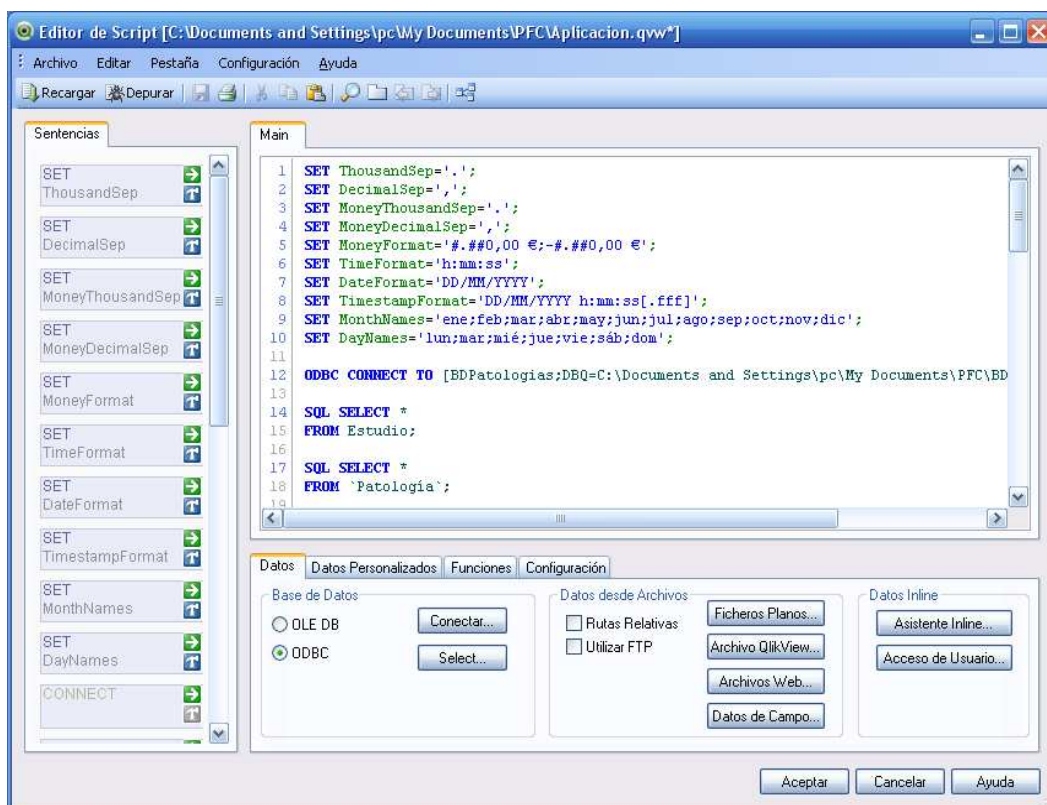 Editor de Script [C:\Documents and Settings\pc\My Documents\PFC\Aplicacion.qvw*]
Archivo Editar Pestaña Configuración Ayuda
Recargar Depurar
Sentencias
SET
ThousandSep
SET
DecimalSep
SET
MoneyThousandSep
SET
MoneyDecimalSep
SET
MoneyFormat
SET
TimeFormat
SET
DateFormat
SET
TimestampFormat
SET
MonthNames
SET
DayNames
CONNECT
Main
1 SET ThousandSep='.';
2 SET DecimalSep=',';
3 SET MoneyThousandSep='.';
4 SET MoneyDecimalSep=',';
5 SET MoneyFormat='#.##0,00 €;-#.##0,00 €';
6 SET TimeFormat='h:mm:ss';
7 SET DateFormat='DD/MM/YYYY';
8 SET TimestampFormat='DD/MM/YYYY h:mm:ss[.fff]';
9 SET MonthNames='ene;feb;mar;abr;may;jun;jul;ago;sep;oct;nov;dic';
10 SET DayNames='lun;mar;mié;jue;vie;sáb;dom';
11
12 ODBC CONNECT TO [BDPatologias;DBQ=C:\Documents and Settings\pc\My Documents\PFC\BD
13
14 SQL SELECT *
15 FROM Estudio;
16
17 SQL SELECT *
18 FROM `Patología`;
19
Datos Datos Personalizados Funciones Configuración
Base de Datos
OLE DB
ODBC
Conectar...
Select...
Datos desde Archivos
Rutas Relativas
Utilizar FTP
Ficheros Planos...
Archivo QlikView...
Archivos Web...
Datos de Campo...
Datos Inline
Asistente Inline...
Acceso de Usuario...
Aceptar Cancelar Ayuda